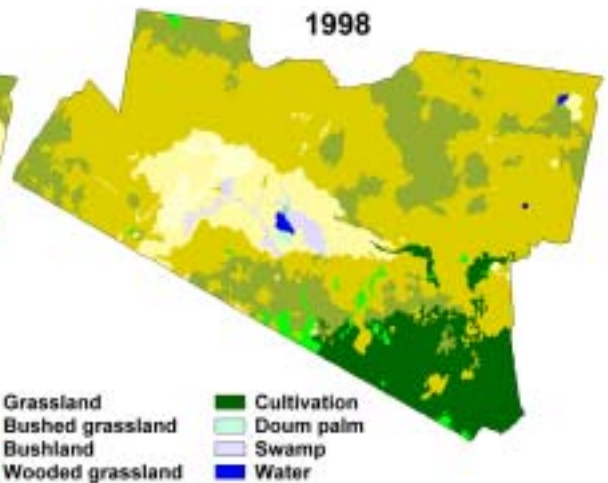 1998
Grassland
Bushed grassland
Bushland
Wooded grassland
Cultivation
Doum palm
Swamp
Water